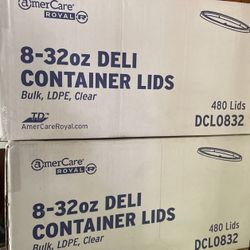 amerCare
ROYAL
8-32oz DELI
CONTAINER LIDS
Bulk, LDPE, Clear
480 Lids
DCL0832
AmerCareRoyal.com
amerCare
ROYAL
8-32oz DELI
CONTAINER LIDS
Bulk, LDPE, Clear
480 Lids
DCL0832